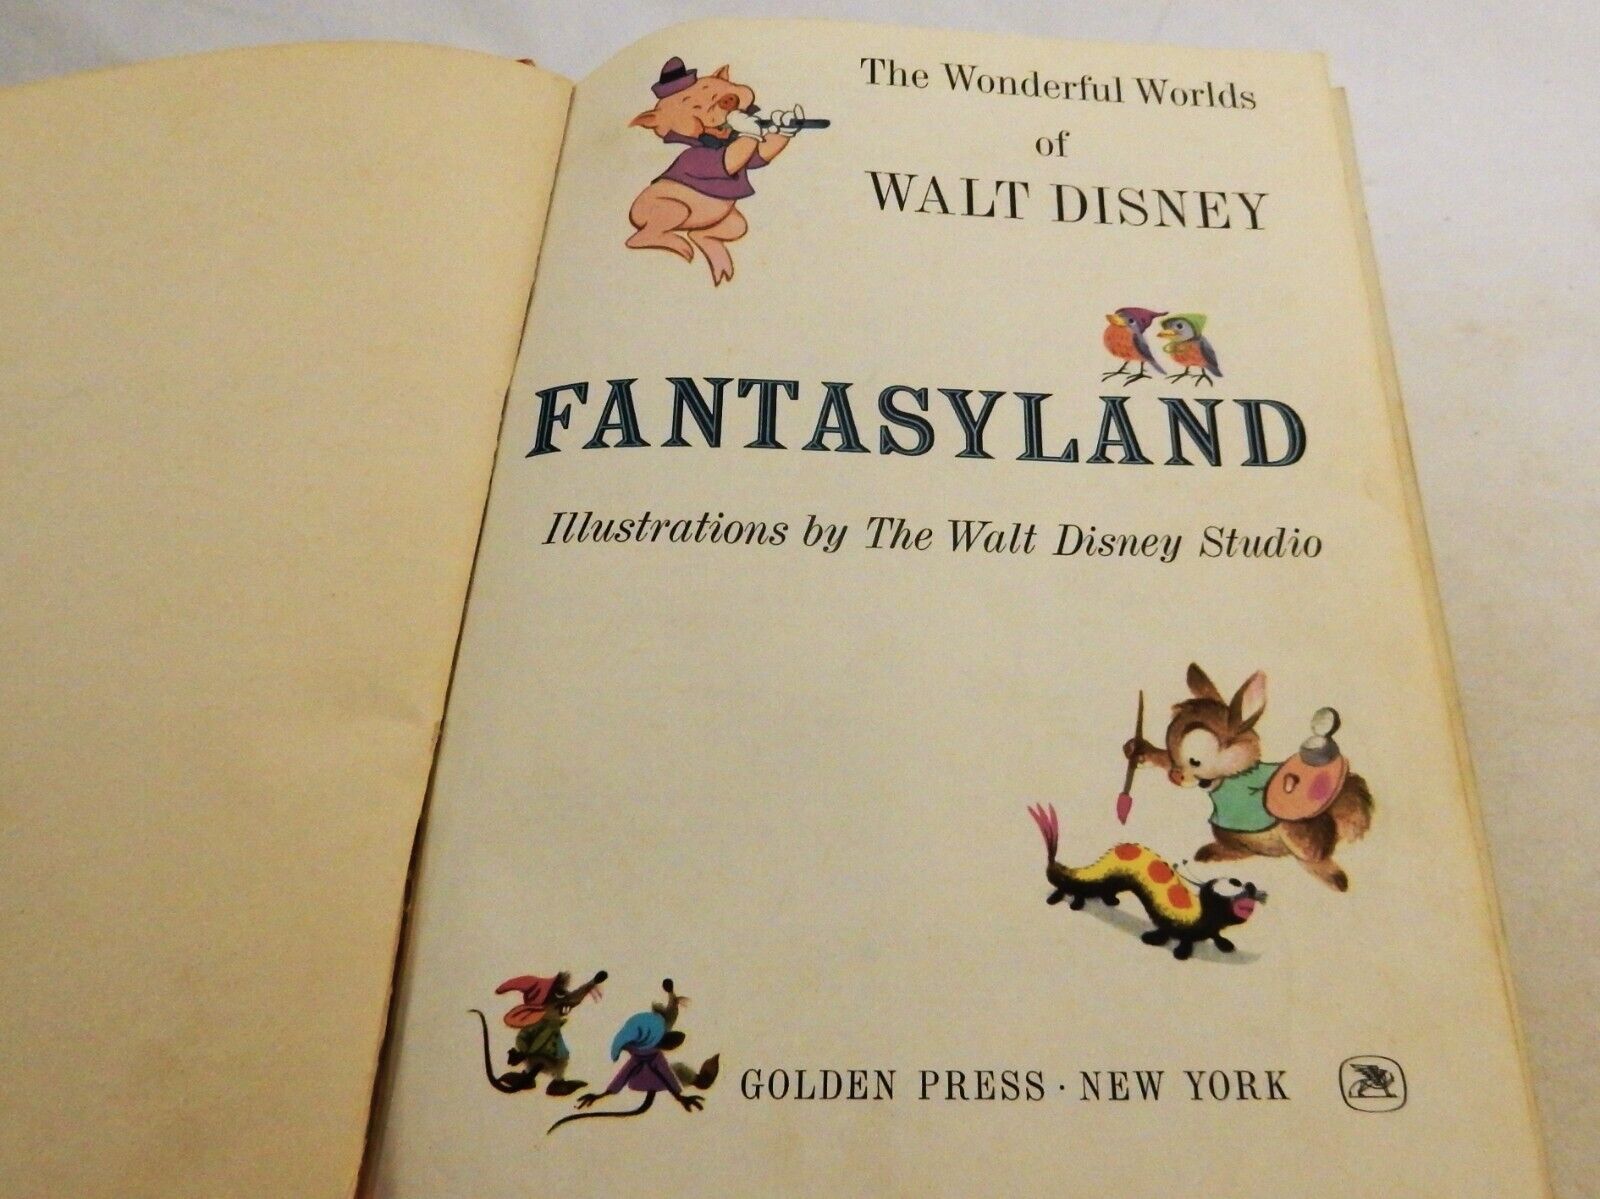 The Wonderful Worlds
of
WALT DISNEY
FANTASYLAND
Illustrations by The Walt Disney Studio
GOLDEN PRESS · NEW YORK